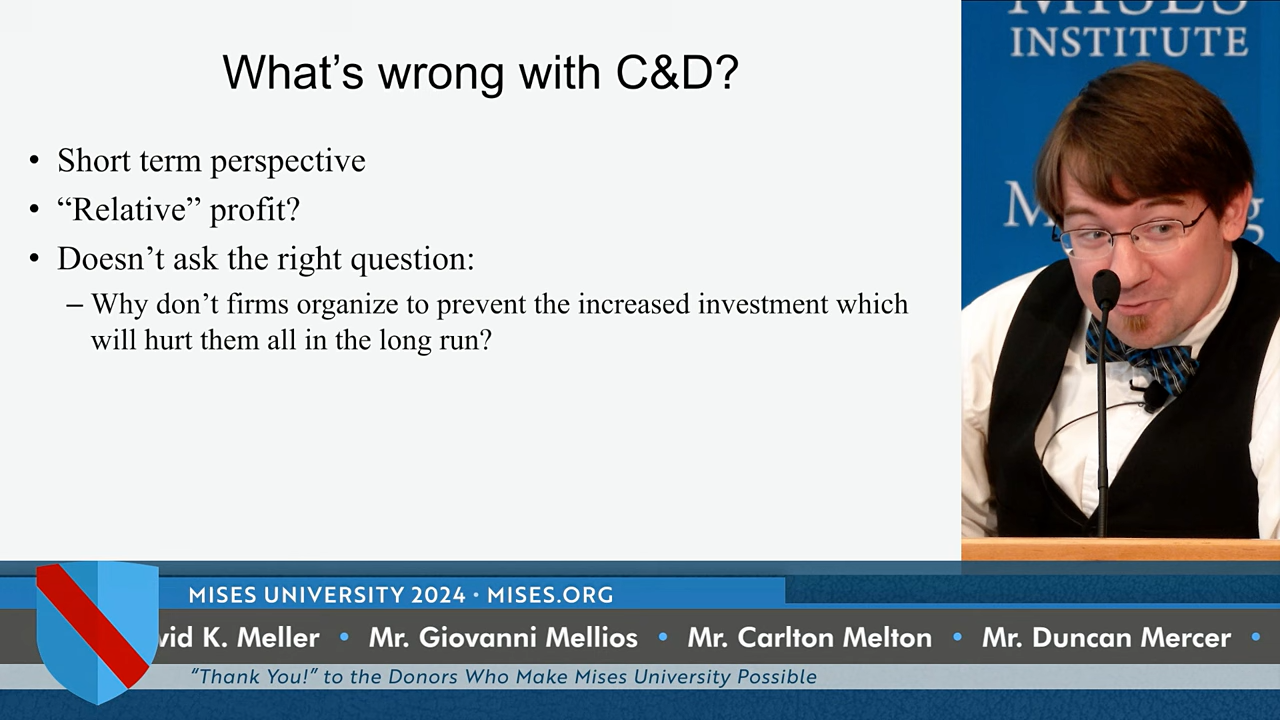 What’s wrong with C&D?
• Short term perspective
• “Relative” profit?
• Doesn’t ask the right question:
– Why don’t firms organize to prevent the increased investment which
will hurt them all in the long run?
INSTITUTE
MISES UNIVERSITY 2024 • MISES.ORG
K. Meller • Mr. Giovanni Mellios • Mr. Carlton Melton • Mr. Duncan Mercer •
“Thank You!” to the Donors Who Make Mises University Possible